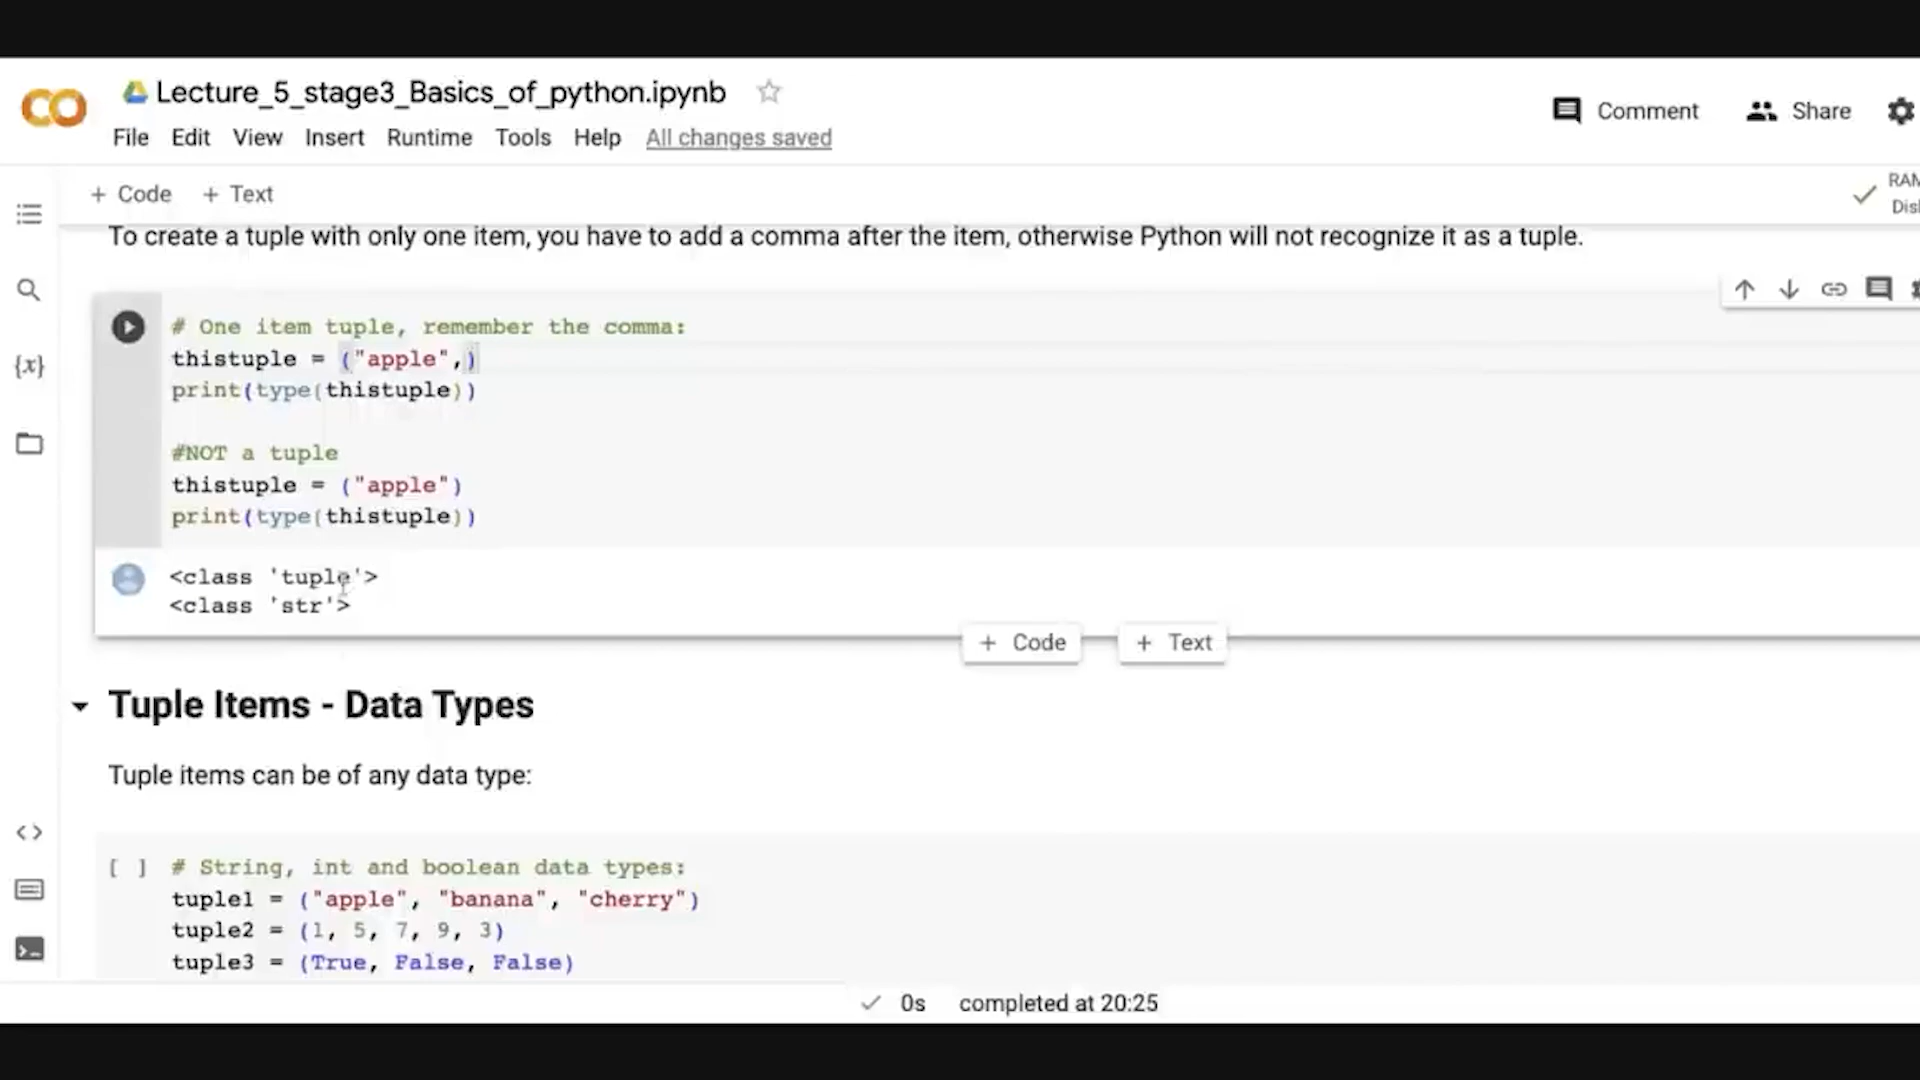 Lecture_5_stage3_Basics_of_python.ipynb
File Edit View Insert Runtime Tools Help All changes saved
Comment Share
+ Code + Text
To create a tuple with only one item, you have to add a comma after the item, otherwise Python will not recognize it as a tuple.
# One item tuple, remember the comma:
thistuple = ("apple",)
print(type(thistuple))
#NOT a tuple
thistuple = ("apple")
print(type(thistuple))
<class 'tuple'>
<class 'str'>
+ Code + Text
Tuple Items - Data Types
Tuple items can be of any data type:
[ ] # String, int and boolean data types:
tuple1 = ("apple", "banana", "cherry")
tuple2 = (1, 5, 7, 9, 3)
tuple3 = (True, False, False)
0s completed at 20:25